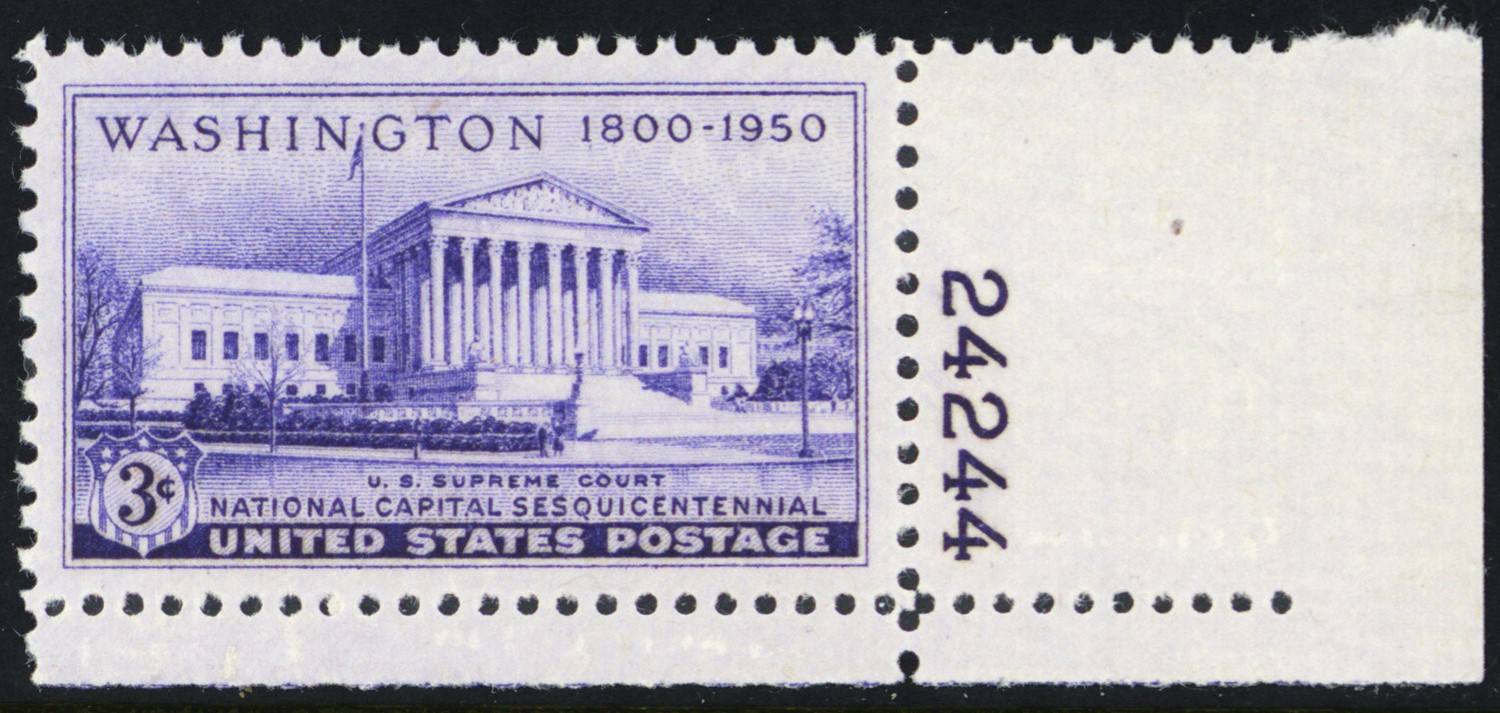 WASHINGTON 1800-1950
3¢
U. S. SUPREME COURT
NATIONAL CAPITAL SESQUICENTENNIAL
UNITED STATES POSTAGE
24244